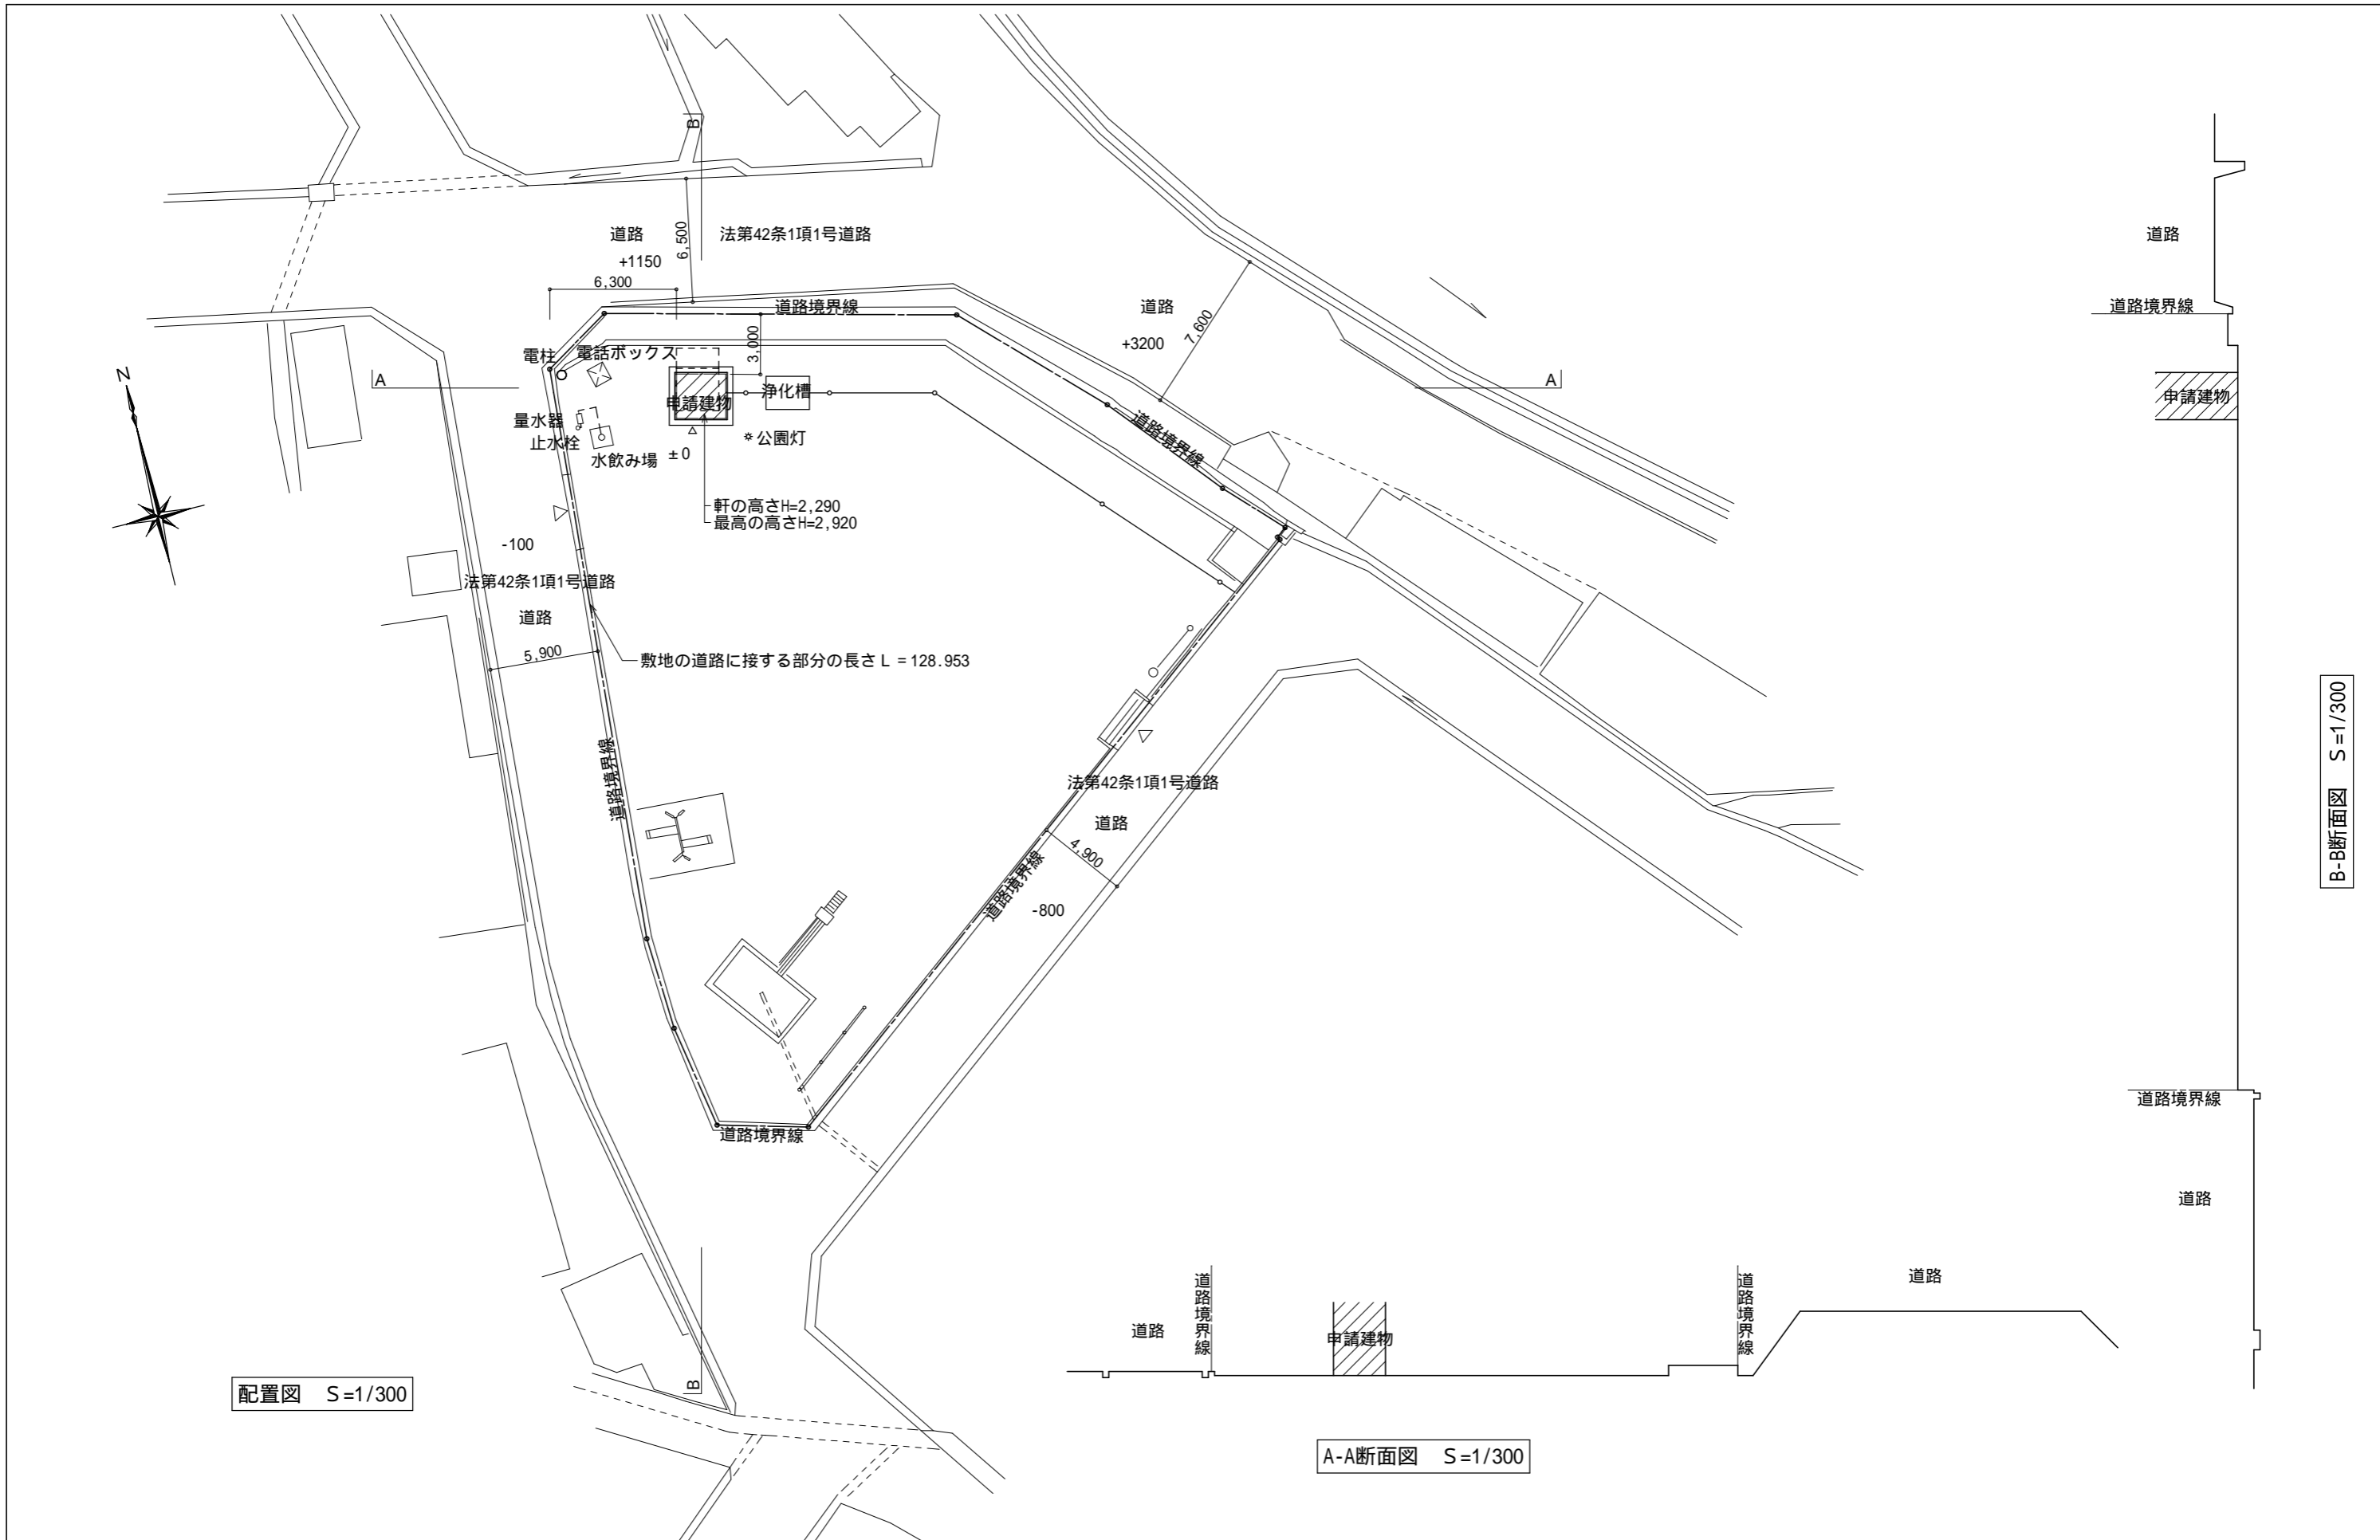 B
道路
法第42条1項1号道路
6,500
+1150
6,300
道路境界線
道路
+3200
7,600
3,000
電柱
電話ボックス
A
A
N
申請建物
浄化槽
量水器
止水栓
水飲み場
±0
公園灯
道路境界線
軒の高さH=2,290
最高の高さH=2,920
-100
法第42条1項1号道路
道路
5,900
敷地の道路に接する部分の長さL=128.953
道路境界線
法第42条1項1号道路
道路
4,900
道路境界線
-800
道路境界線
B
配置図 S=1/300
道路
道路境界線
申請建物
道路境界線
道路
B-B断面図 S=1/300
道路
道路境界線
申請建物
道路境界線
道路
A-A断面図 S=1/300